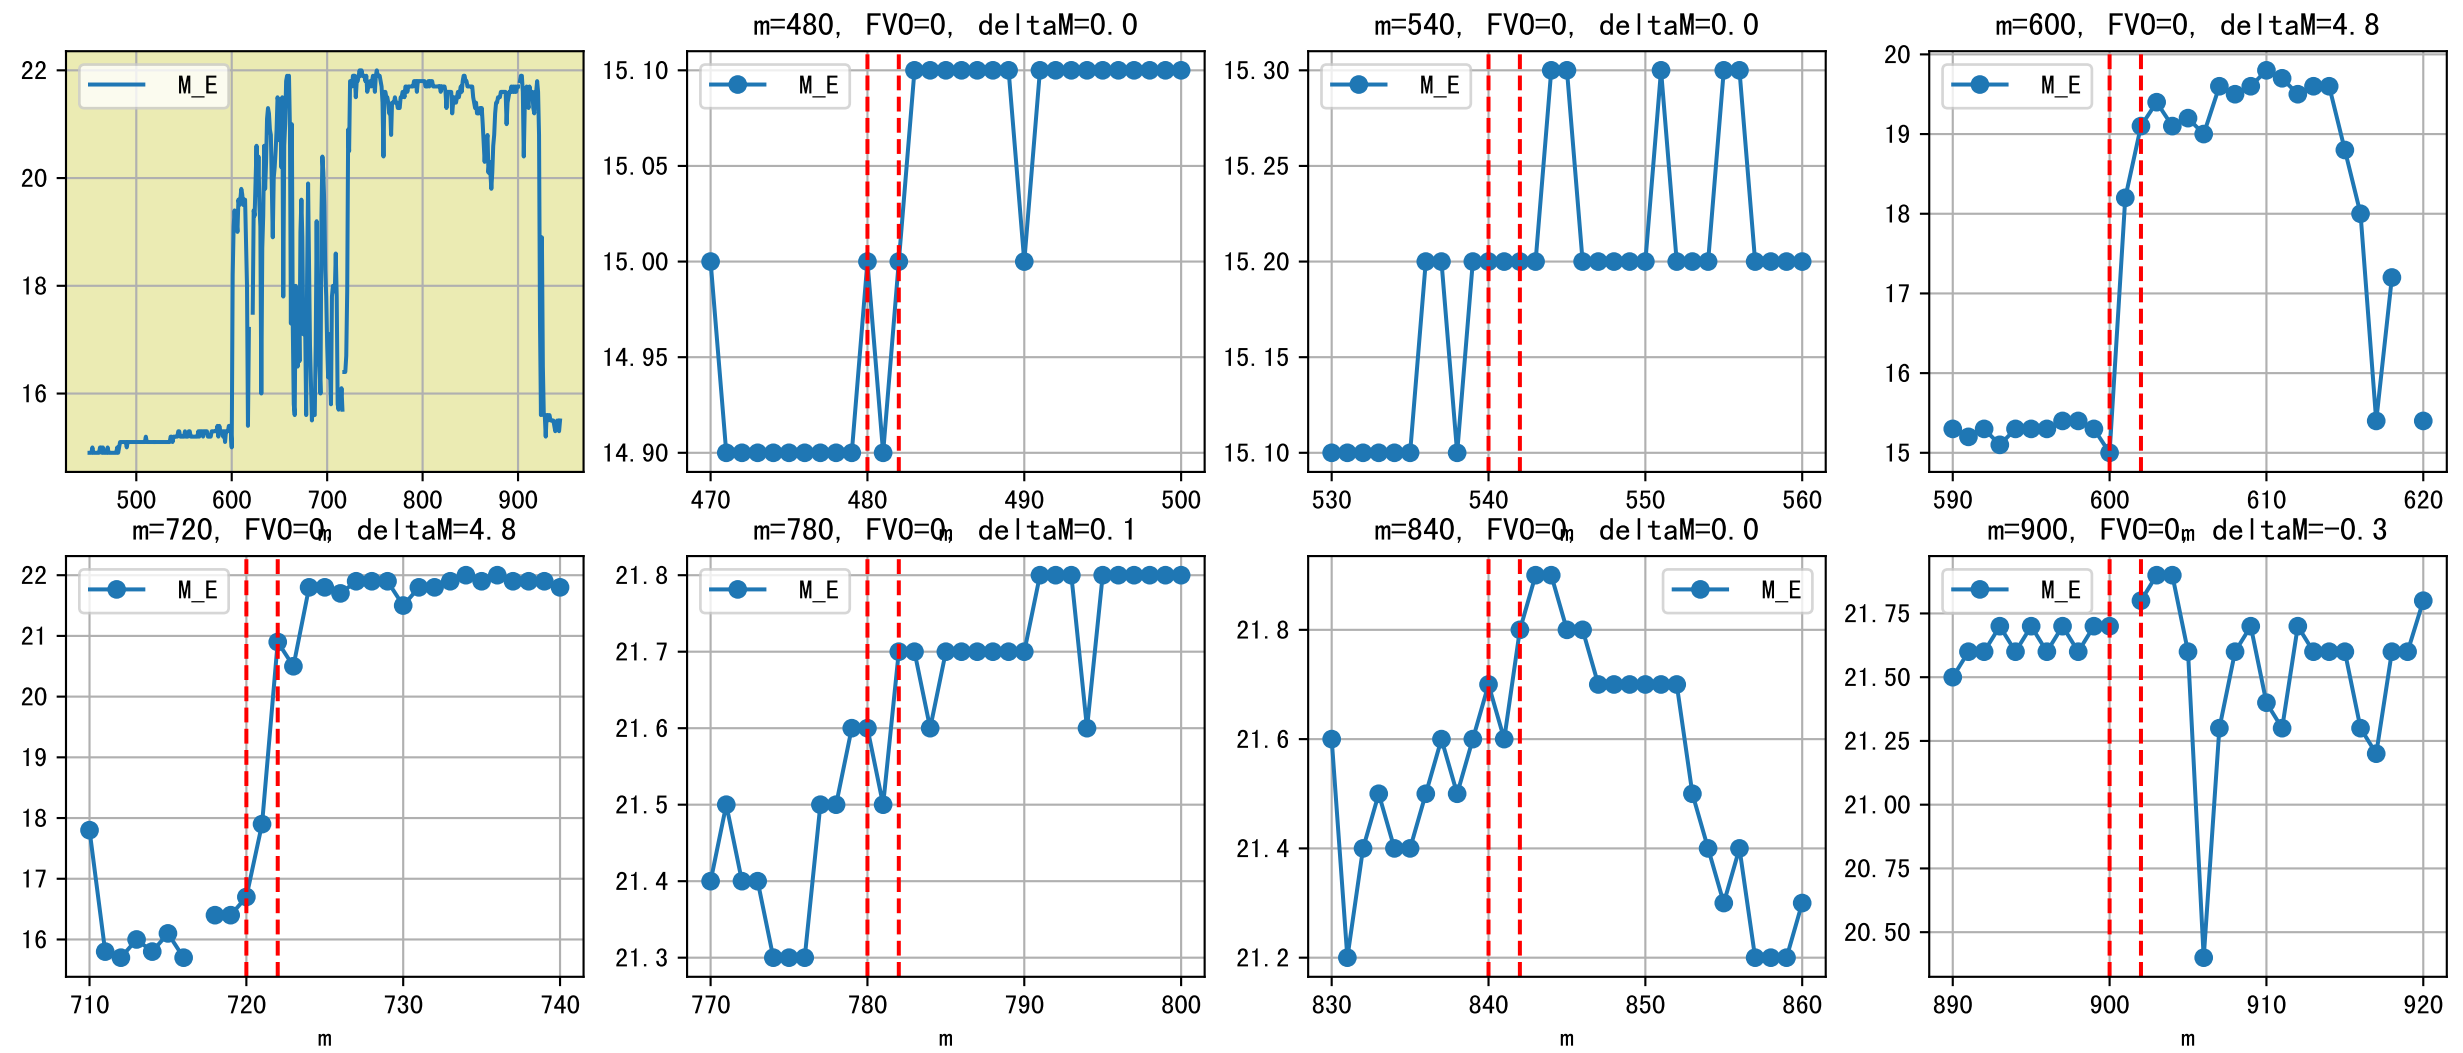 m=480, FVO=0, deltaM=0.0
m=540, FVO=0, deltaM=0.0
m=600, FVO=0, deltaM=4.8
M_E
22
20
18
16
500 600 700 800 900
m
M_E
15.10
15.05
15.00
14.95
14.90
470 480 490 500
m
M_E
15.30
15.25
15.20
15.15
15.10
530 540 550 560
m
M_E
20
19
18
17
16
15
590 600 610 620
m
m=720, FVO=0, deltaM=4.8
m=780, FVO=0, deltaM=0.1
m=840, FVO=0, deltaM=0.0
m=900, FVO=0, deltaM=-0.3
M_E
22
21
20
19
18
17
16
710 720 730 740
m
M_E
21.8
21.7
21.6
21.5
21.4
21.3
770 780 790 800
m
M_E
21.8
21.6
21.4
21.2
830 840 850 860
m
M_E
21.75
21.50
21.25
21.00
20.75
20.50
890 900 910 920
m